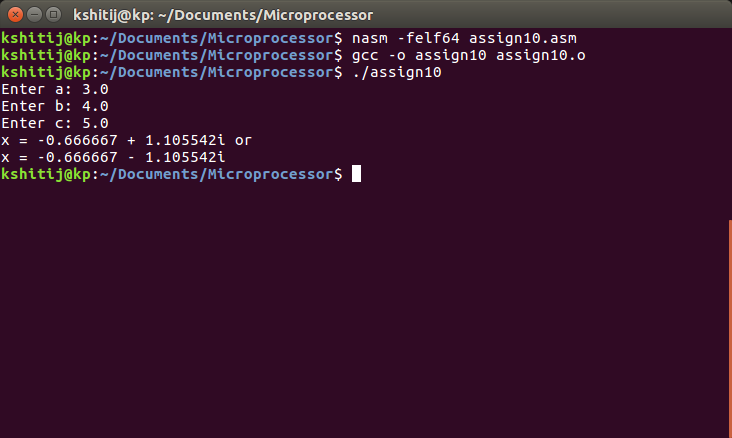 kshitij@kp: ~/Documents/Microprocessor
kshitij@kp:~/Documents/Microprocessor$ nasm -felf64 assign10.asm
kshitij@kp:~/Documents/Microprocessor$ gcc -o assign10 assign10.o
kshitij@kp:~/Documents/Microprocessor$ ./assign10
Enter a: 3.0
Enter b: 4.0
Enter c: 5.0
x = -0.666667 + 1.105542i or
x = -0.666667 - 1.105542i
kshitij@kp:~/Documents/Microprocessor$